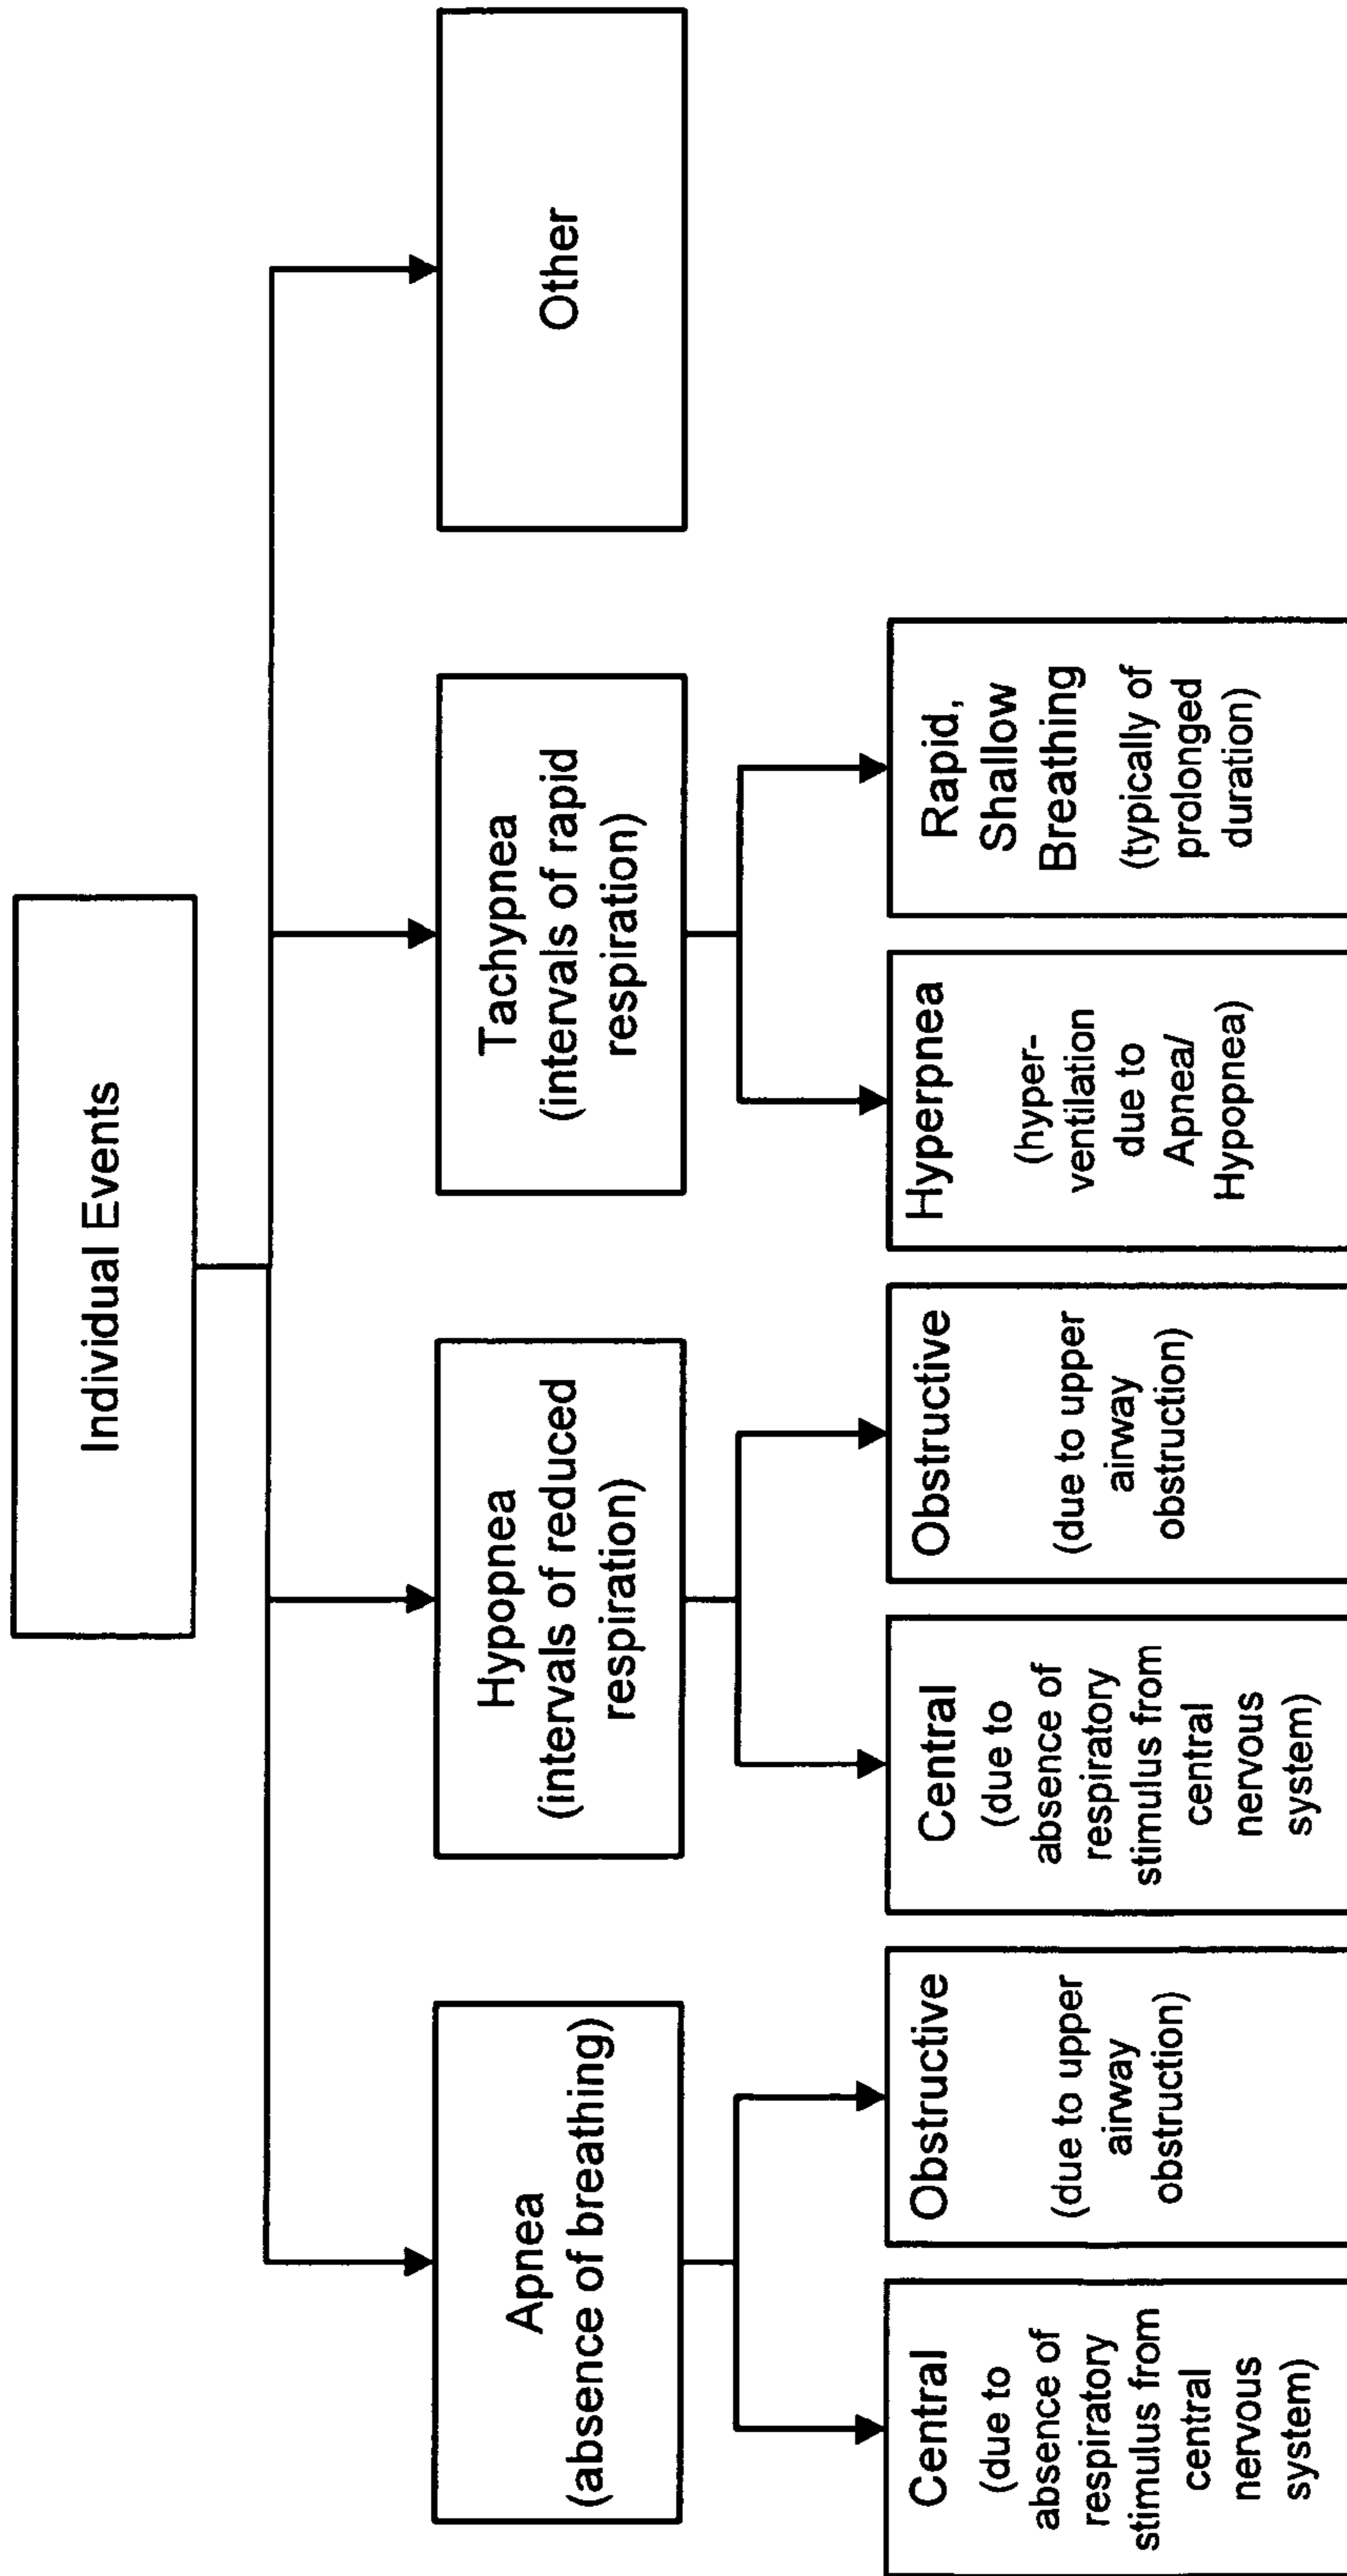 Individual Events
Apnea
(absence of breathing)
Hypopnea
(intervals of reduced
respiration)
Tachypnea
(intervals of rapid
respiration)
Other
Central
(due to
absence of
respiratory
stimulus from
central
nervous
system)
Obstructive
(due to upper
airway
obstruction)
Central
(due to
absence of
respiratory
stimulus from
central
nervous
system)
Obstructive
(due to upper
airway
obstruction)
Hyperpnea
(hyper-
ventilation
due to
Apnea/
Hypopnea)
Rapid,
Shallow
Breathing
(typically of
prolonged
duration)